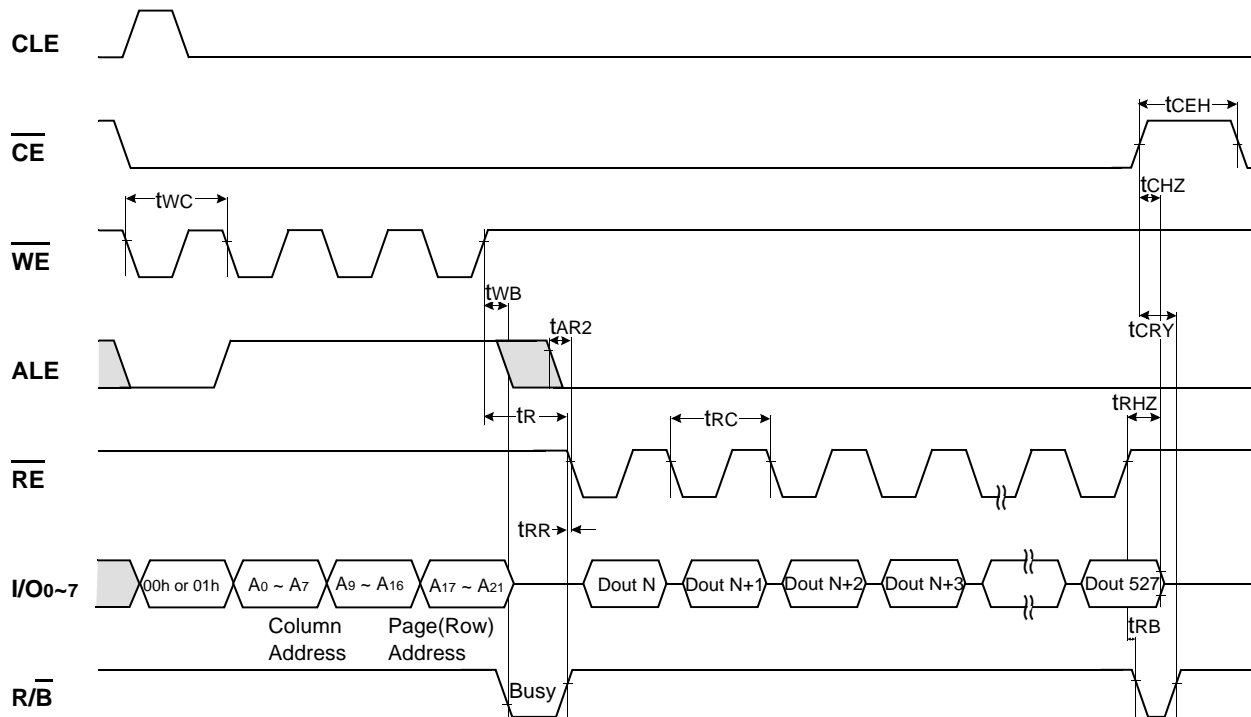 CLE
tCEH
CE
tCHZ
tWC
WE
tWB
tAR2
tCRY
ALE
tR
tRC
tRHZ
RE
tRR
I/O0~7
00h or 01h
A0 ~ A7
A9 ~ A16
A17 ~ A21
Dout N
Dout N+1
Dout N+2
Dout N+3
Dout 527
Column
Address
Page(Row)
Address
tRB
R/B
Busy